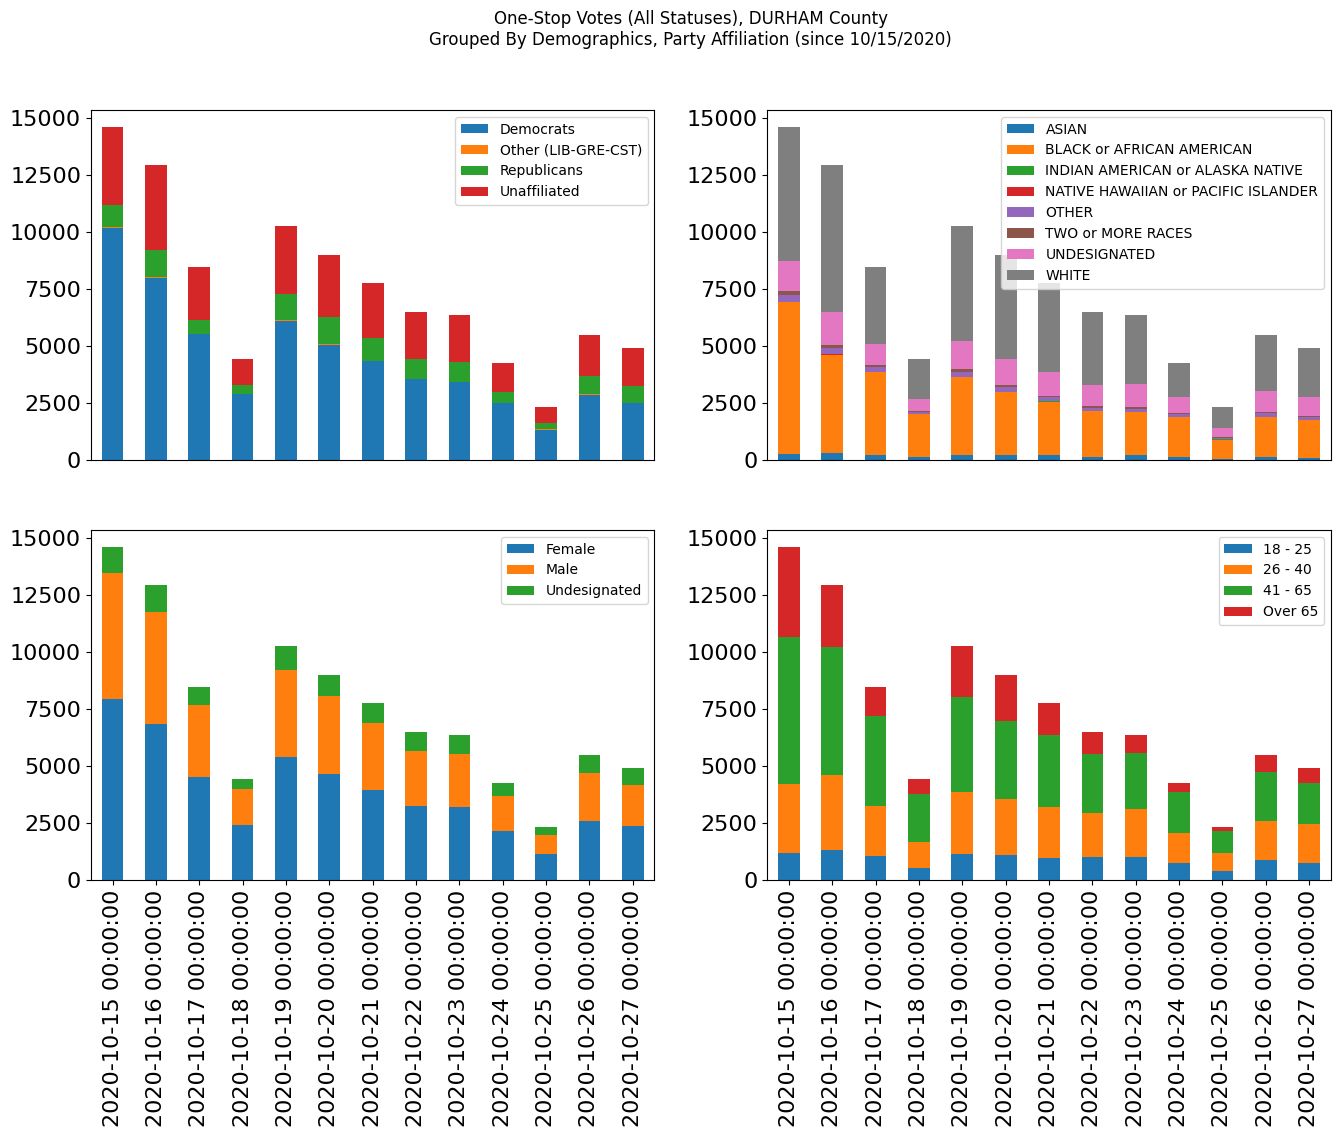 One-Stop Votes (All Statuses), DURHAM County
Grouped By Demographics, Party Affiliation (since 10/15/2020)
15000
12500
10000
7500
5000
2500
0
Democrats
Other (LIB-GRE-CST)
Republicans
Unaffiliated
15000
12500
10000
7500
5000
2500
0
ASIAN
BLACK or AFRICAN AMERICAN
INDIAN AMERICAN or ALASKA NATIVE
NATIVE HAWAIIAN or PACIFIC ISLANDER
OTHER
TWO or MORE RACES
UNDESIGNATED
WHITE
15000
12500
10000
7500
5000
2500
0
Female
Male
Undesignated
2020-10-15 00:00:00
2020-10-16 00:00:00
2020-10-17 00:00:00
2020-10-18 00:00:00
2020-10-19 00:00:00
2020-10-20 00:00:00
2020-10-21 00:00:00
2020-10-22 00:00:00
2020-10-23 00:00:00
2020-10-24 00:00:00
2020-10-25 00:00:00
2020-10-26 00:00:00
2020-10-27 00:00:00
15000
12500
10000
7500
5000
2500
0
18 - 25
26 - 40
41 - 65
Over 65
2020-10-15 00:00:00
2020-10-16 00:00:00
2020-10-17 00:00:00
2020-10-18 00:00:00
2020-10-19 00:00:00
2020-10-20 00:00:00
2020-10-21 00:00:00
2020-10-22 00:00:00
2020-10-23 00:00:00
2020-10-24 00:00:00
2020-10-25 00:00:00
2020-10-26 00:00:00
2020-10-27 00:00:00